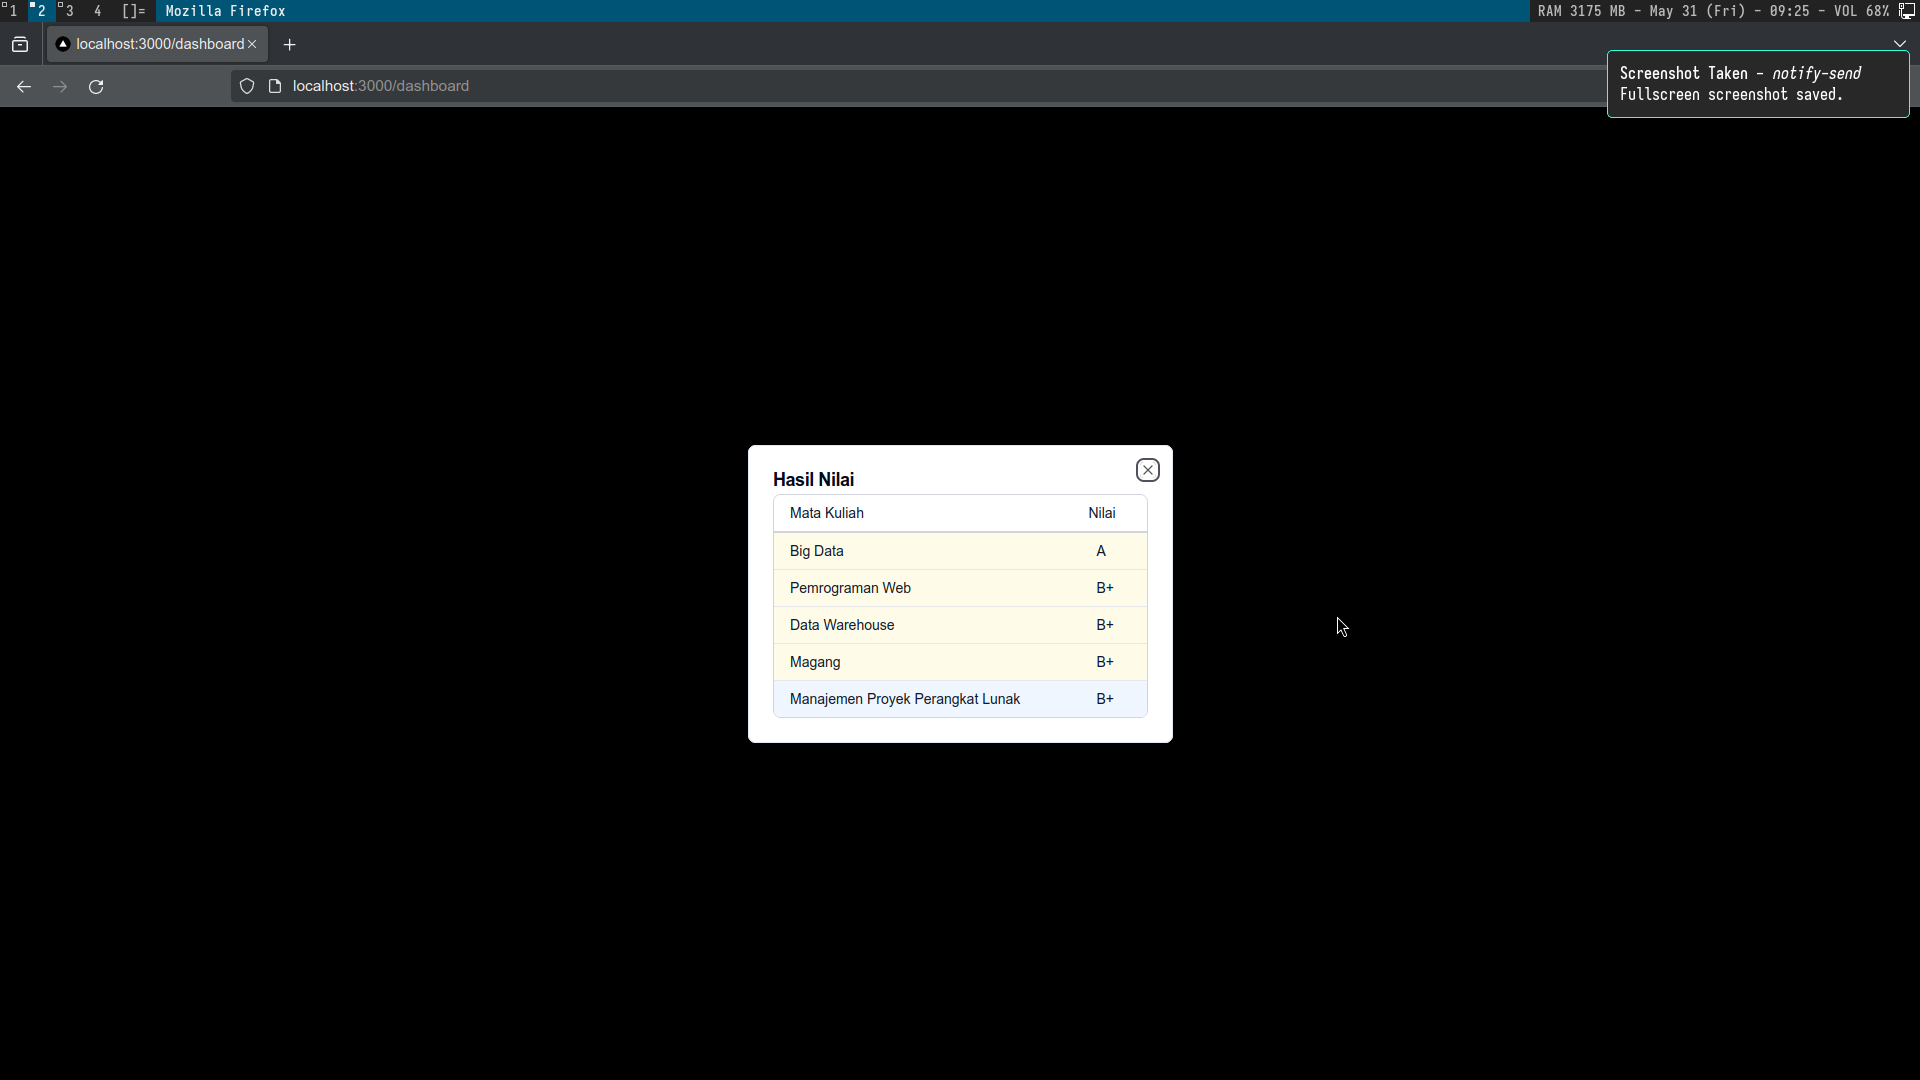 1 2 3 4 []= Mozilla Firefox RAM 3175 MB - May 31 (Fri) - 09:25 - VOL 68%
localhost:3000/dashboard
localhost:3000/dashboard
Screenshot Taken - notify-send
Fullscreen screenshot saved.
Hasil Nilai
Mata Kuliah Nilai
Big Data A
Pemrograman Web B+
Data Warehouse B+
Magang B+
Manajemen Proyek Perangkat Lunak B+